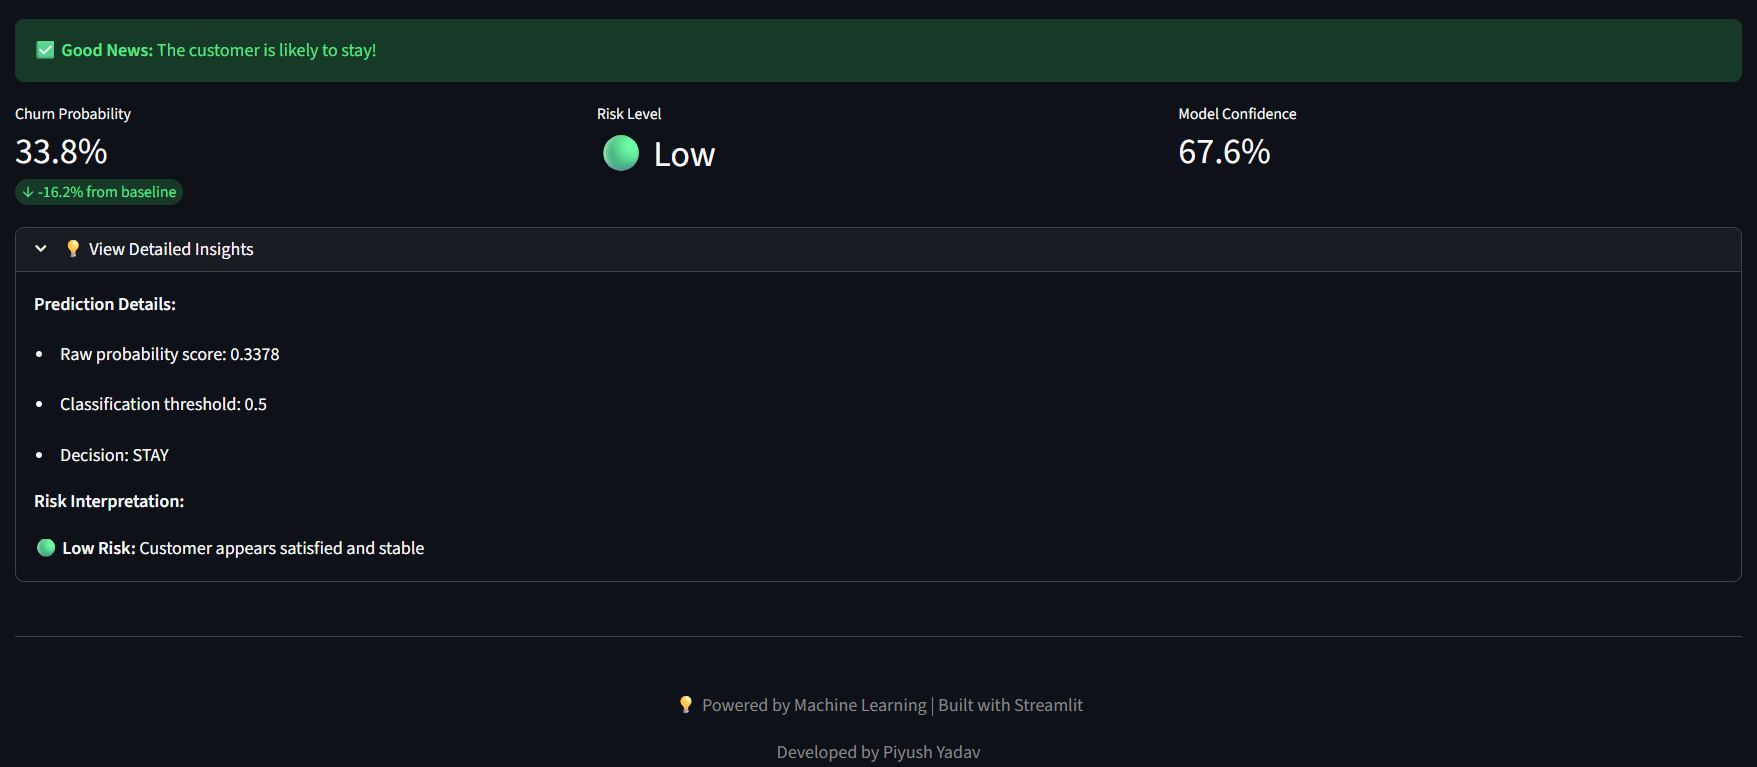 ✅ Good News: The customer is likely to stay!
Churn Probability
33.8%
↓ -16.2% from baseline
Risk Level
🟢 Low
Model Confidence
67.6%
💡 View Detailed Insights
Prediction Details:
• Raw probability score: 0.3378
• Classification threshold: 0.5
• Decision: STAY
Risk Interpretation:
🟢 Low Risk: Customer appears satisfied and stable
💡 Powered by Machine Learning | Built with Streamlit
Developed by Piyush Yadav